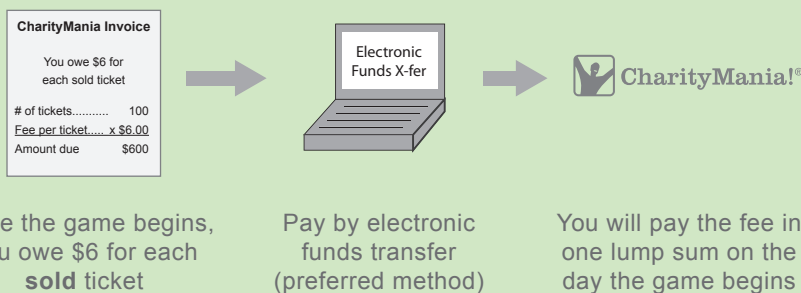 CharityMania Invoice
You owe $6 for
each sold ticket
# of tickets........... 100
Fee per ticket..... x $6.00
Amount due $600
Electronic
Funds X-fer
CharityMania!®
e the game begins,
u owe $6 for each
sold ticket
Pay by electronic
funds transfer
(preferred method)
You will pay the fee in
one lump sum on the
day the game begins